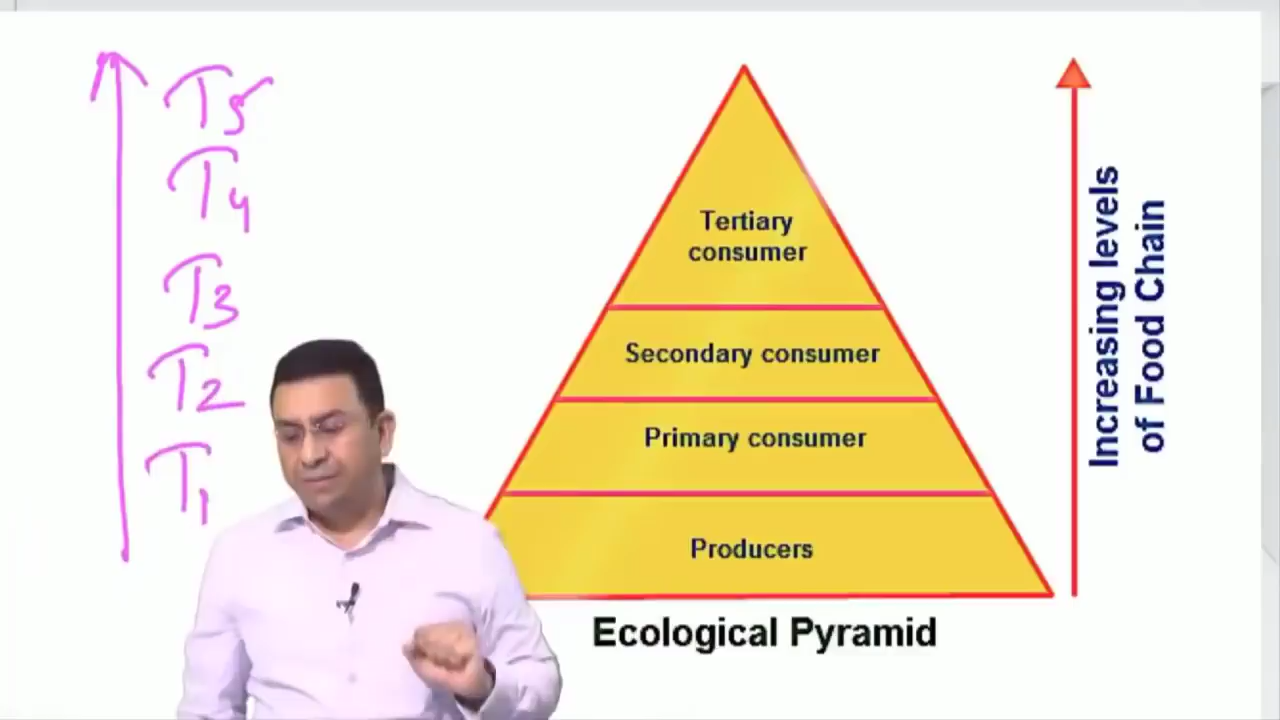 T5
T4
T3
T2
T1
Tertiary
consumer
Secondary consumer
Primary consumer
Producers
Ecological Pyramid
Increasing levels
of Food Chain